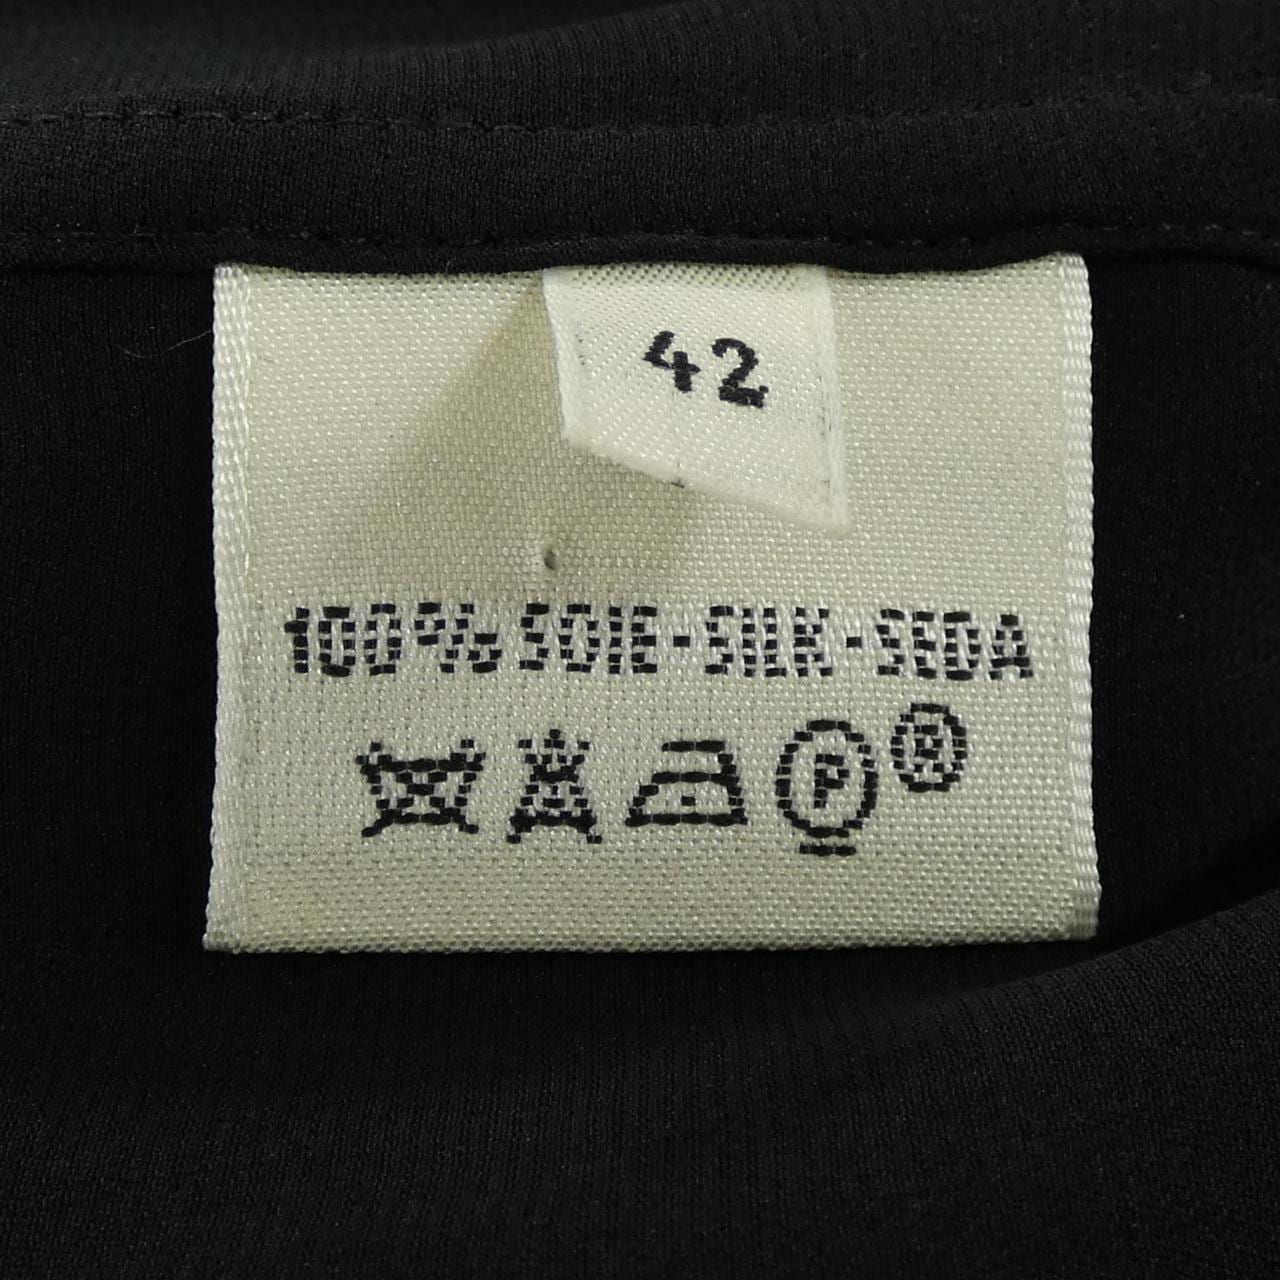 42
100% SOIE - SILK - SEDA
P ®